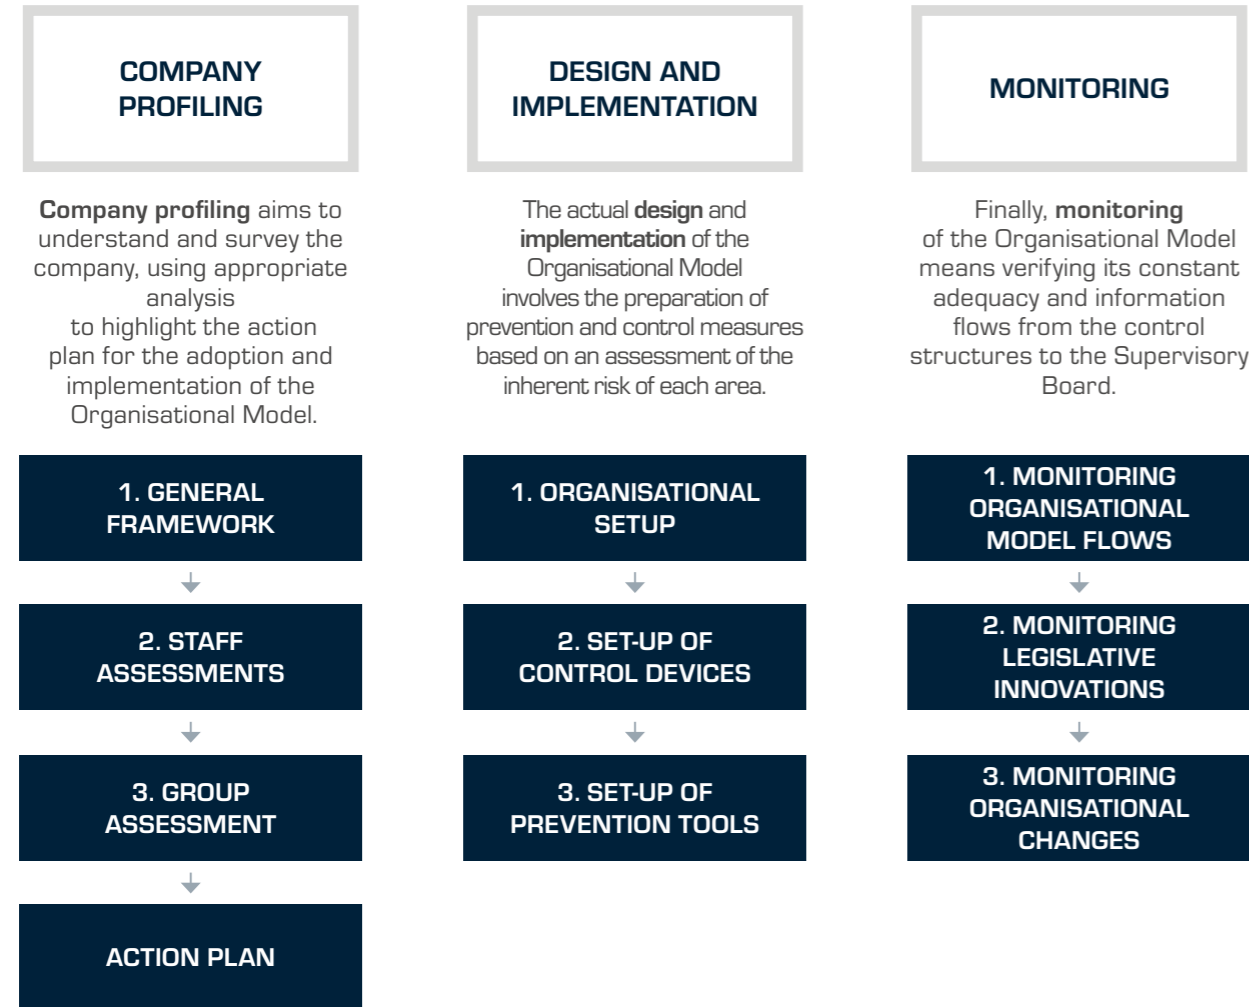 COMPANY
PROFILING
Company profiling aims to
understand and survey the
company, using appropriate
analysis
to highlight the action
plan for the adoption and
implementation of the
Organisational Model.
1. GENERAL
FRAMEWORK
2. STAFF
ASSESSMENTS
3. GROUP
ASSESSMENT
ACTION PLAN
DESIGN AND
IMPLEMENTATION
The actual design and
implementation of the
Organisational Model
involves the preparation of
prevention and control measures
based on an assessment of the
inherent risk of each area.
1. ORGANISATIONAL
SETUP
2. SET-UP OF
CONTROL DEVICES
3. SET-UP OF
PREVENTION TOOLS
MONITORING
Finally, monitoring
of the Organisational Model
means verifying its constant
adequacy and information
flows from the control
structures to the Supervisory
Board.
1. MONITORING
ORGANISATIONAL
MODEL FLOWS
2. MONITORING
LEGISLATIVE
INNOVATIONS
3. MONITORING
ORGANISATIONAL
CHANGES